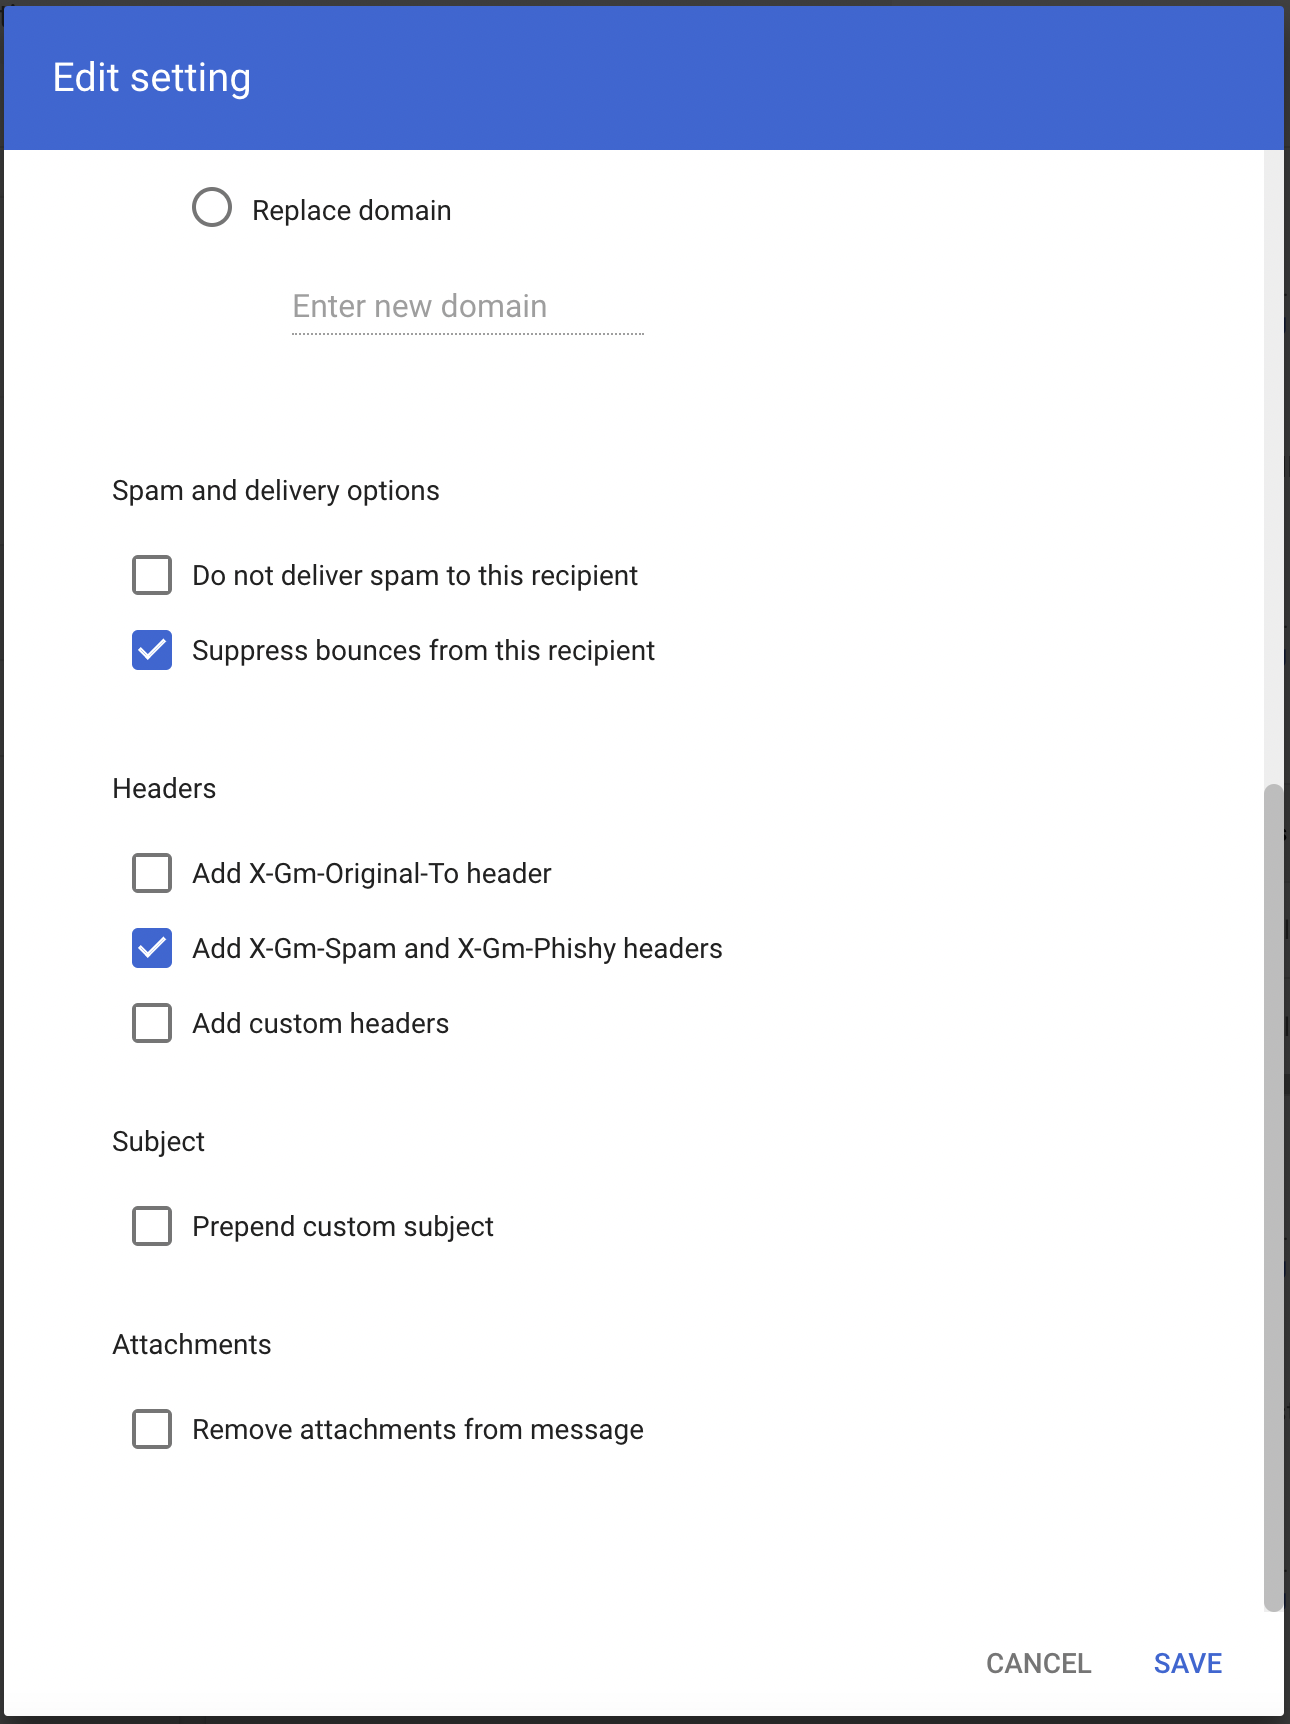 Edit setting
Replace domain
Enter new domain
Spam and delivery options
Do not deliver spam to this recipient
Suppress bounces from this recipient
Headers
Add X-Gm-Original-To header
Add X-Gm-Spam and X-Gm-Phishy headers
Add custom headers
Subject
Prepend custom subject
Attachments
Remove attachments from message
CANCEL SAVE